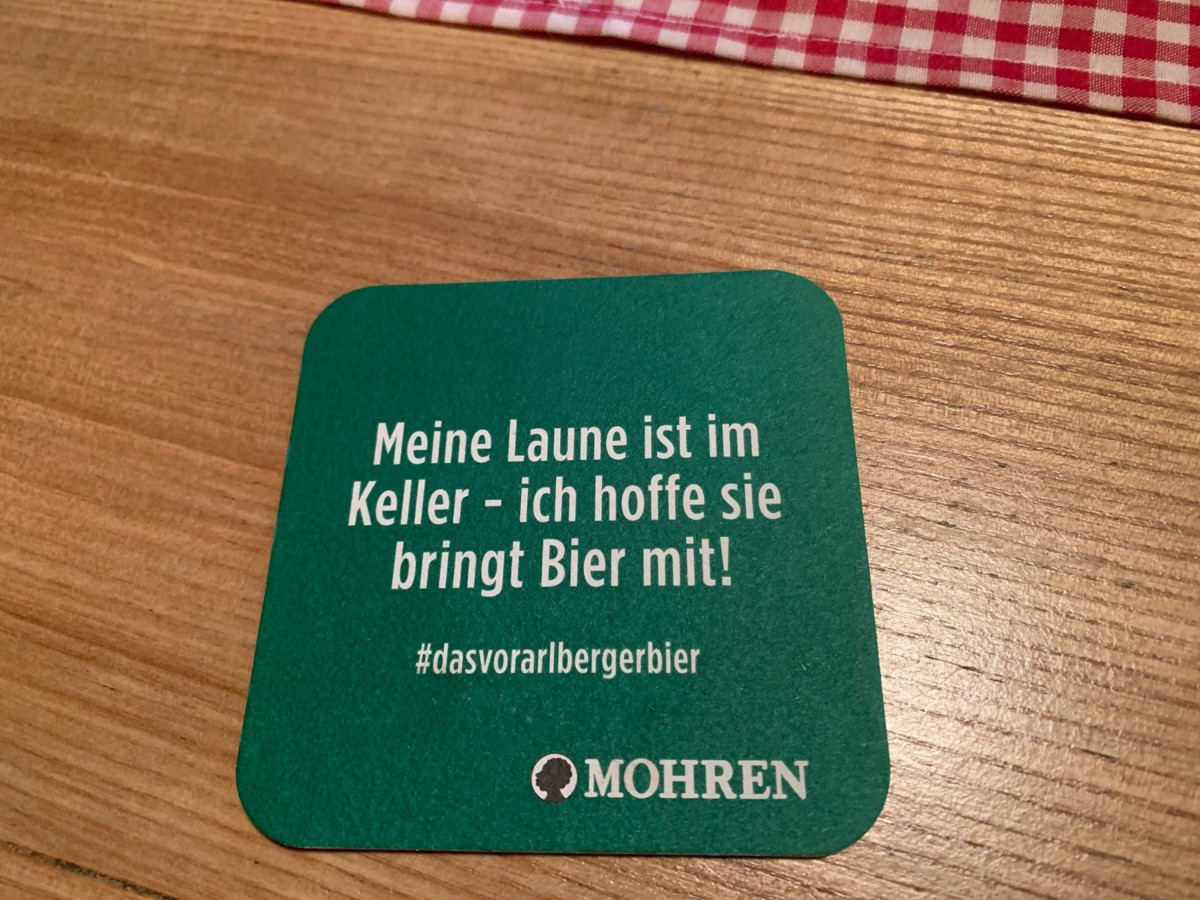 Meine Laune ist im
Keller - ich hoffe sie
bringt Bier mit!
#dasvorarlbergerbier
MOHREN